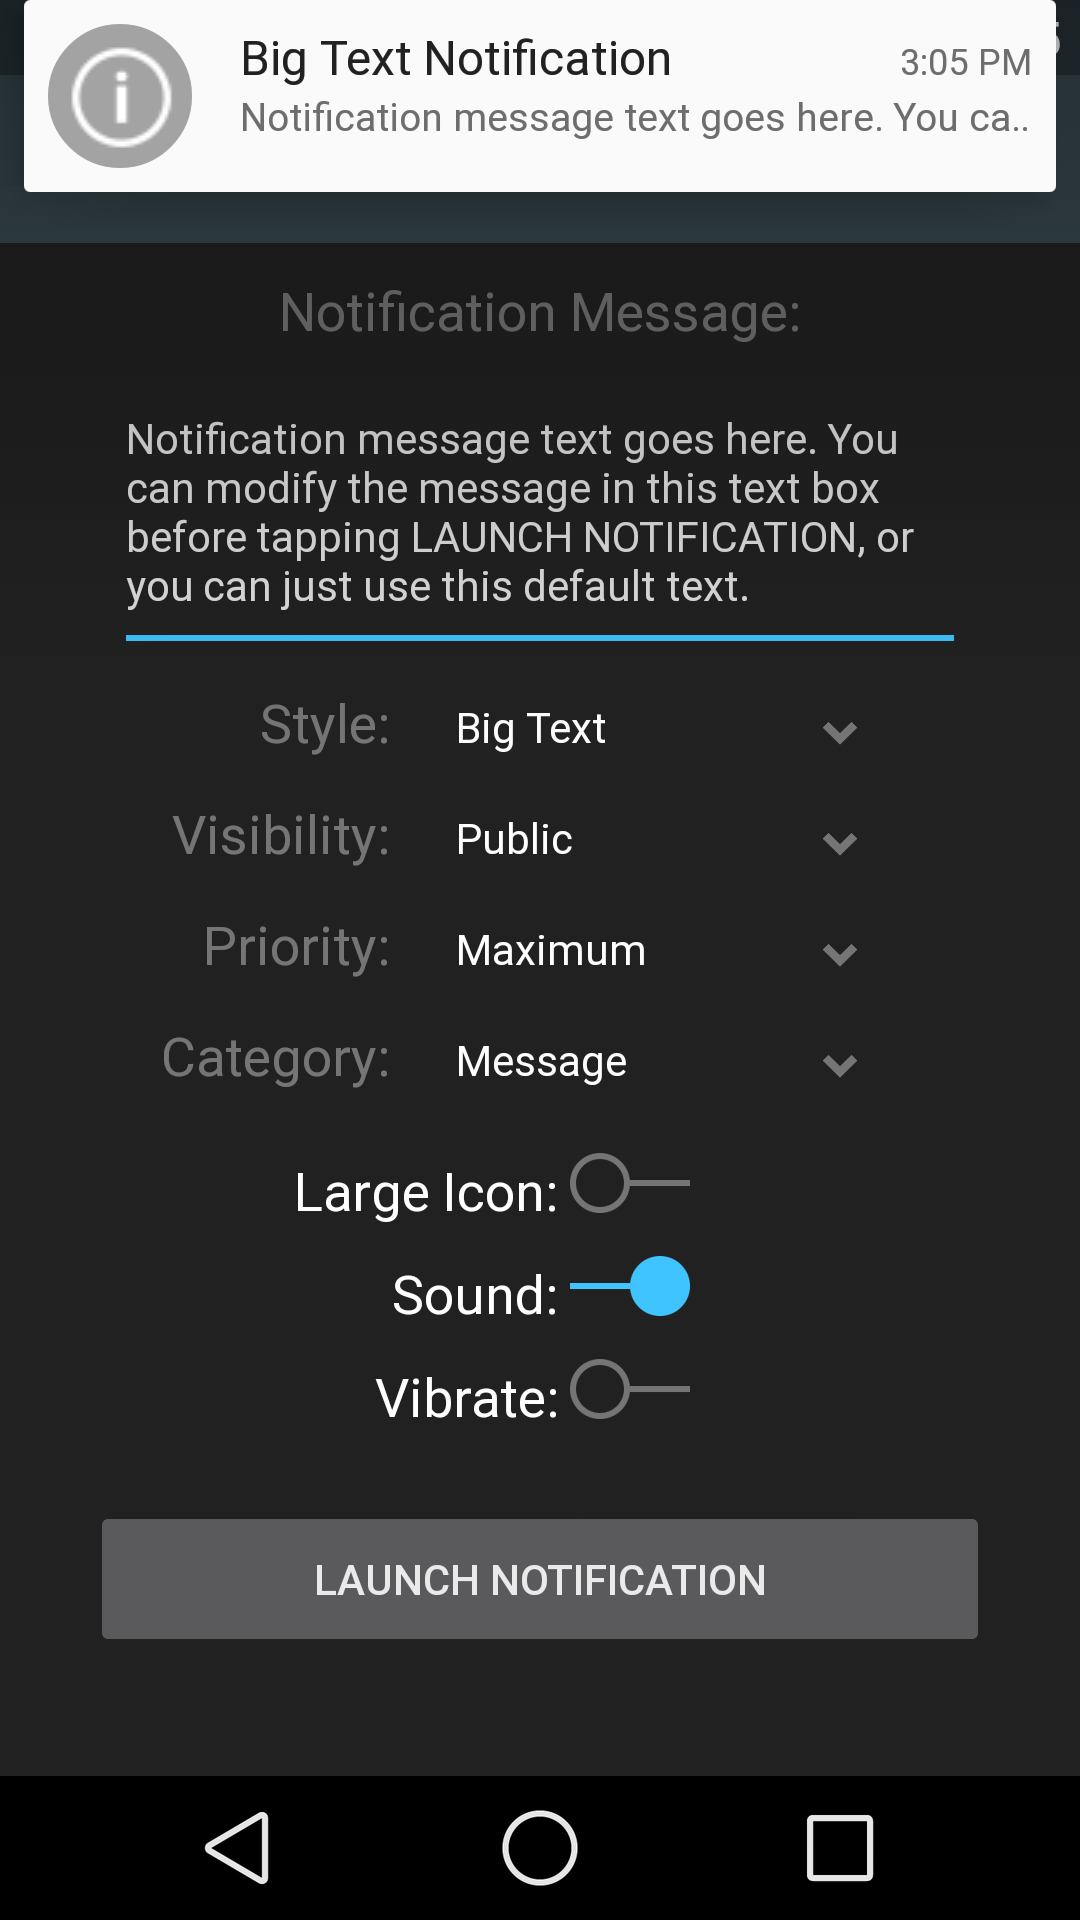 Big Text Notification
3:05 PM
Notification message text goes here. You ca..
Notification Message:
Notification message text goes here. You
can modify the message in this text box
before tapping LAUNCH NOTIFICATION, or
you can just use this default text.
Style: Big Text
Visibility: Public
Priority: Maximum
Category: Message
Large Icon:
Sound:
Vibrate:
LAUNCH NOTIFICATION